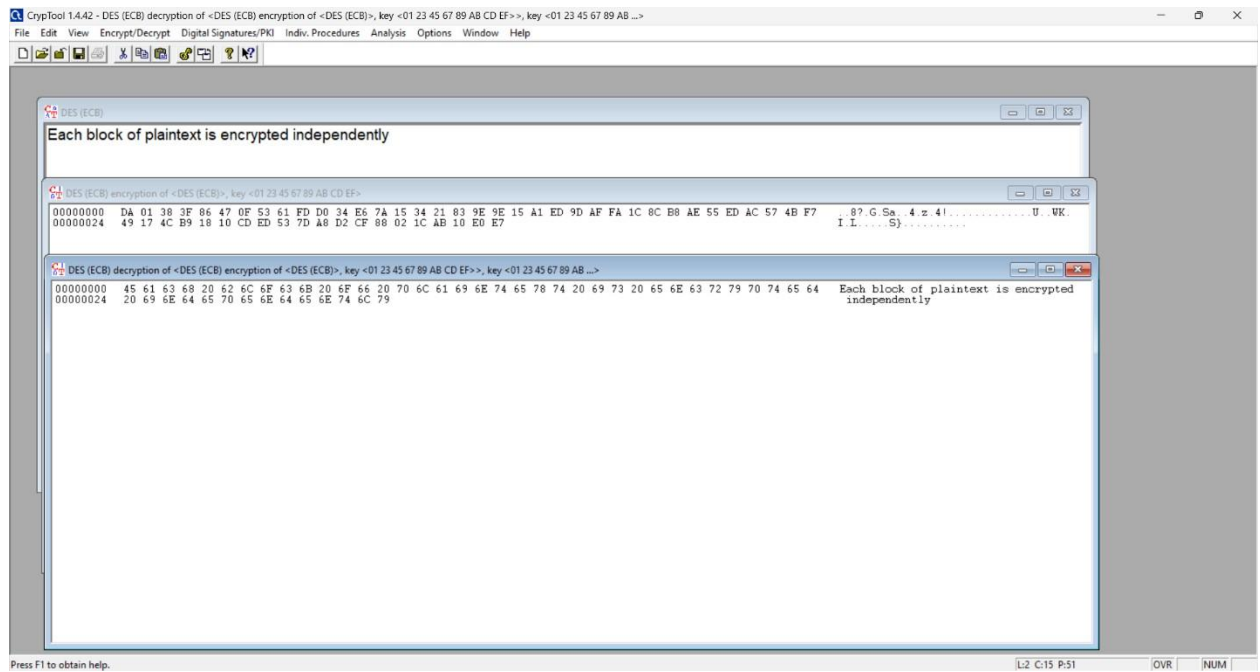 CrypTool 1.4.42 - DES (ECB) decryption of <DES (ECB) encryption of <DES (ECB)>, key <01 23 45 67 89 AB CD EF>>, key <01 23 45 67 89 AB ...>
File Edit View Encrypt/Decrypt Digital Signatures/PKI Indiv. Procedures Analysis Options Window Help
DES (ECB)
Each block of plaintext is encrypted independently
DES (ECB) encryption of <DES (ECB)>, key <01 23 45 67 89 AB CD EF>
00000000 DA 01 38 3F 86 47 0F 53 61 FD D0 34 E6 7A 15 34 21 83 9E 9E 15 A1 ED 9D AF FA 1C 8C B8 AE 55 ED AC 57 4B F7 ..8?.G.Sa..4.z.4!.............U..WK.
00000024 49 17 4C B9 18 10 CD ED 53 7D A8 D2 CF 88 02 1C AB 10 E0 E7 I.L.....S}..........
DES (ECB) decryption of <DES (ECB) encryption of <DES (ECB)>, key <01 23 45 67 89 AB CD EF>>, key <01 23 45 67 89 AB ...>
00000000 45 61 63 68 20 62 6C 6F 63 6B 20 6F 66 20 70 6C 61 69 6E 74 65 78 74 20 69 73 20 65 6E 63 72 79 70 74 65 64 Each block of plaintext is encrypted
00000024 20 69 6E 64 65 70 65 6E 64 65 6E 74 6C 79 independently
Press F1 to obtain help. L:2 C:15 P:51 OVR NUM